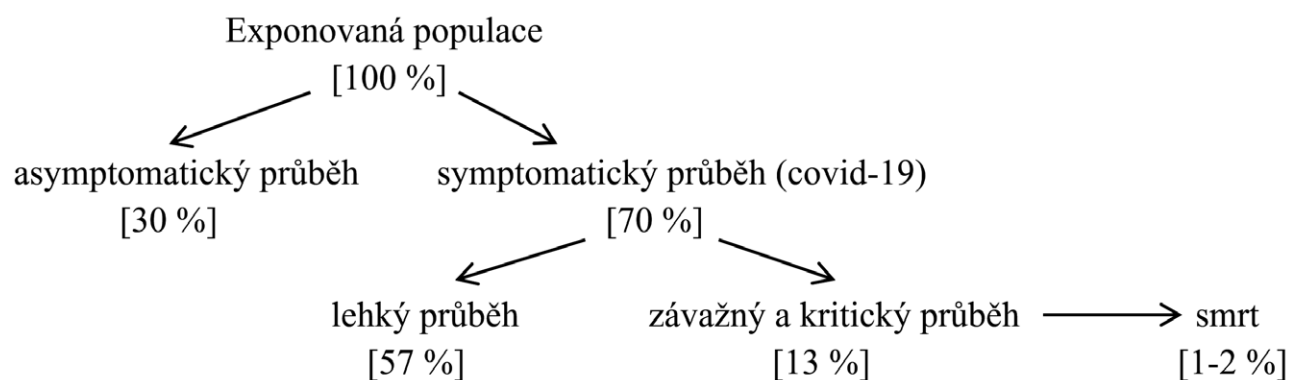 Exponovaná populace
[100 %]
asymptomatický průběh
[30 %]
symptomatický průběh (covid-19)
[70 %]
lehký průběh
[57 %]
závažný a kritický průběh
[13 %]
smrt
[1-2 %]